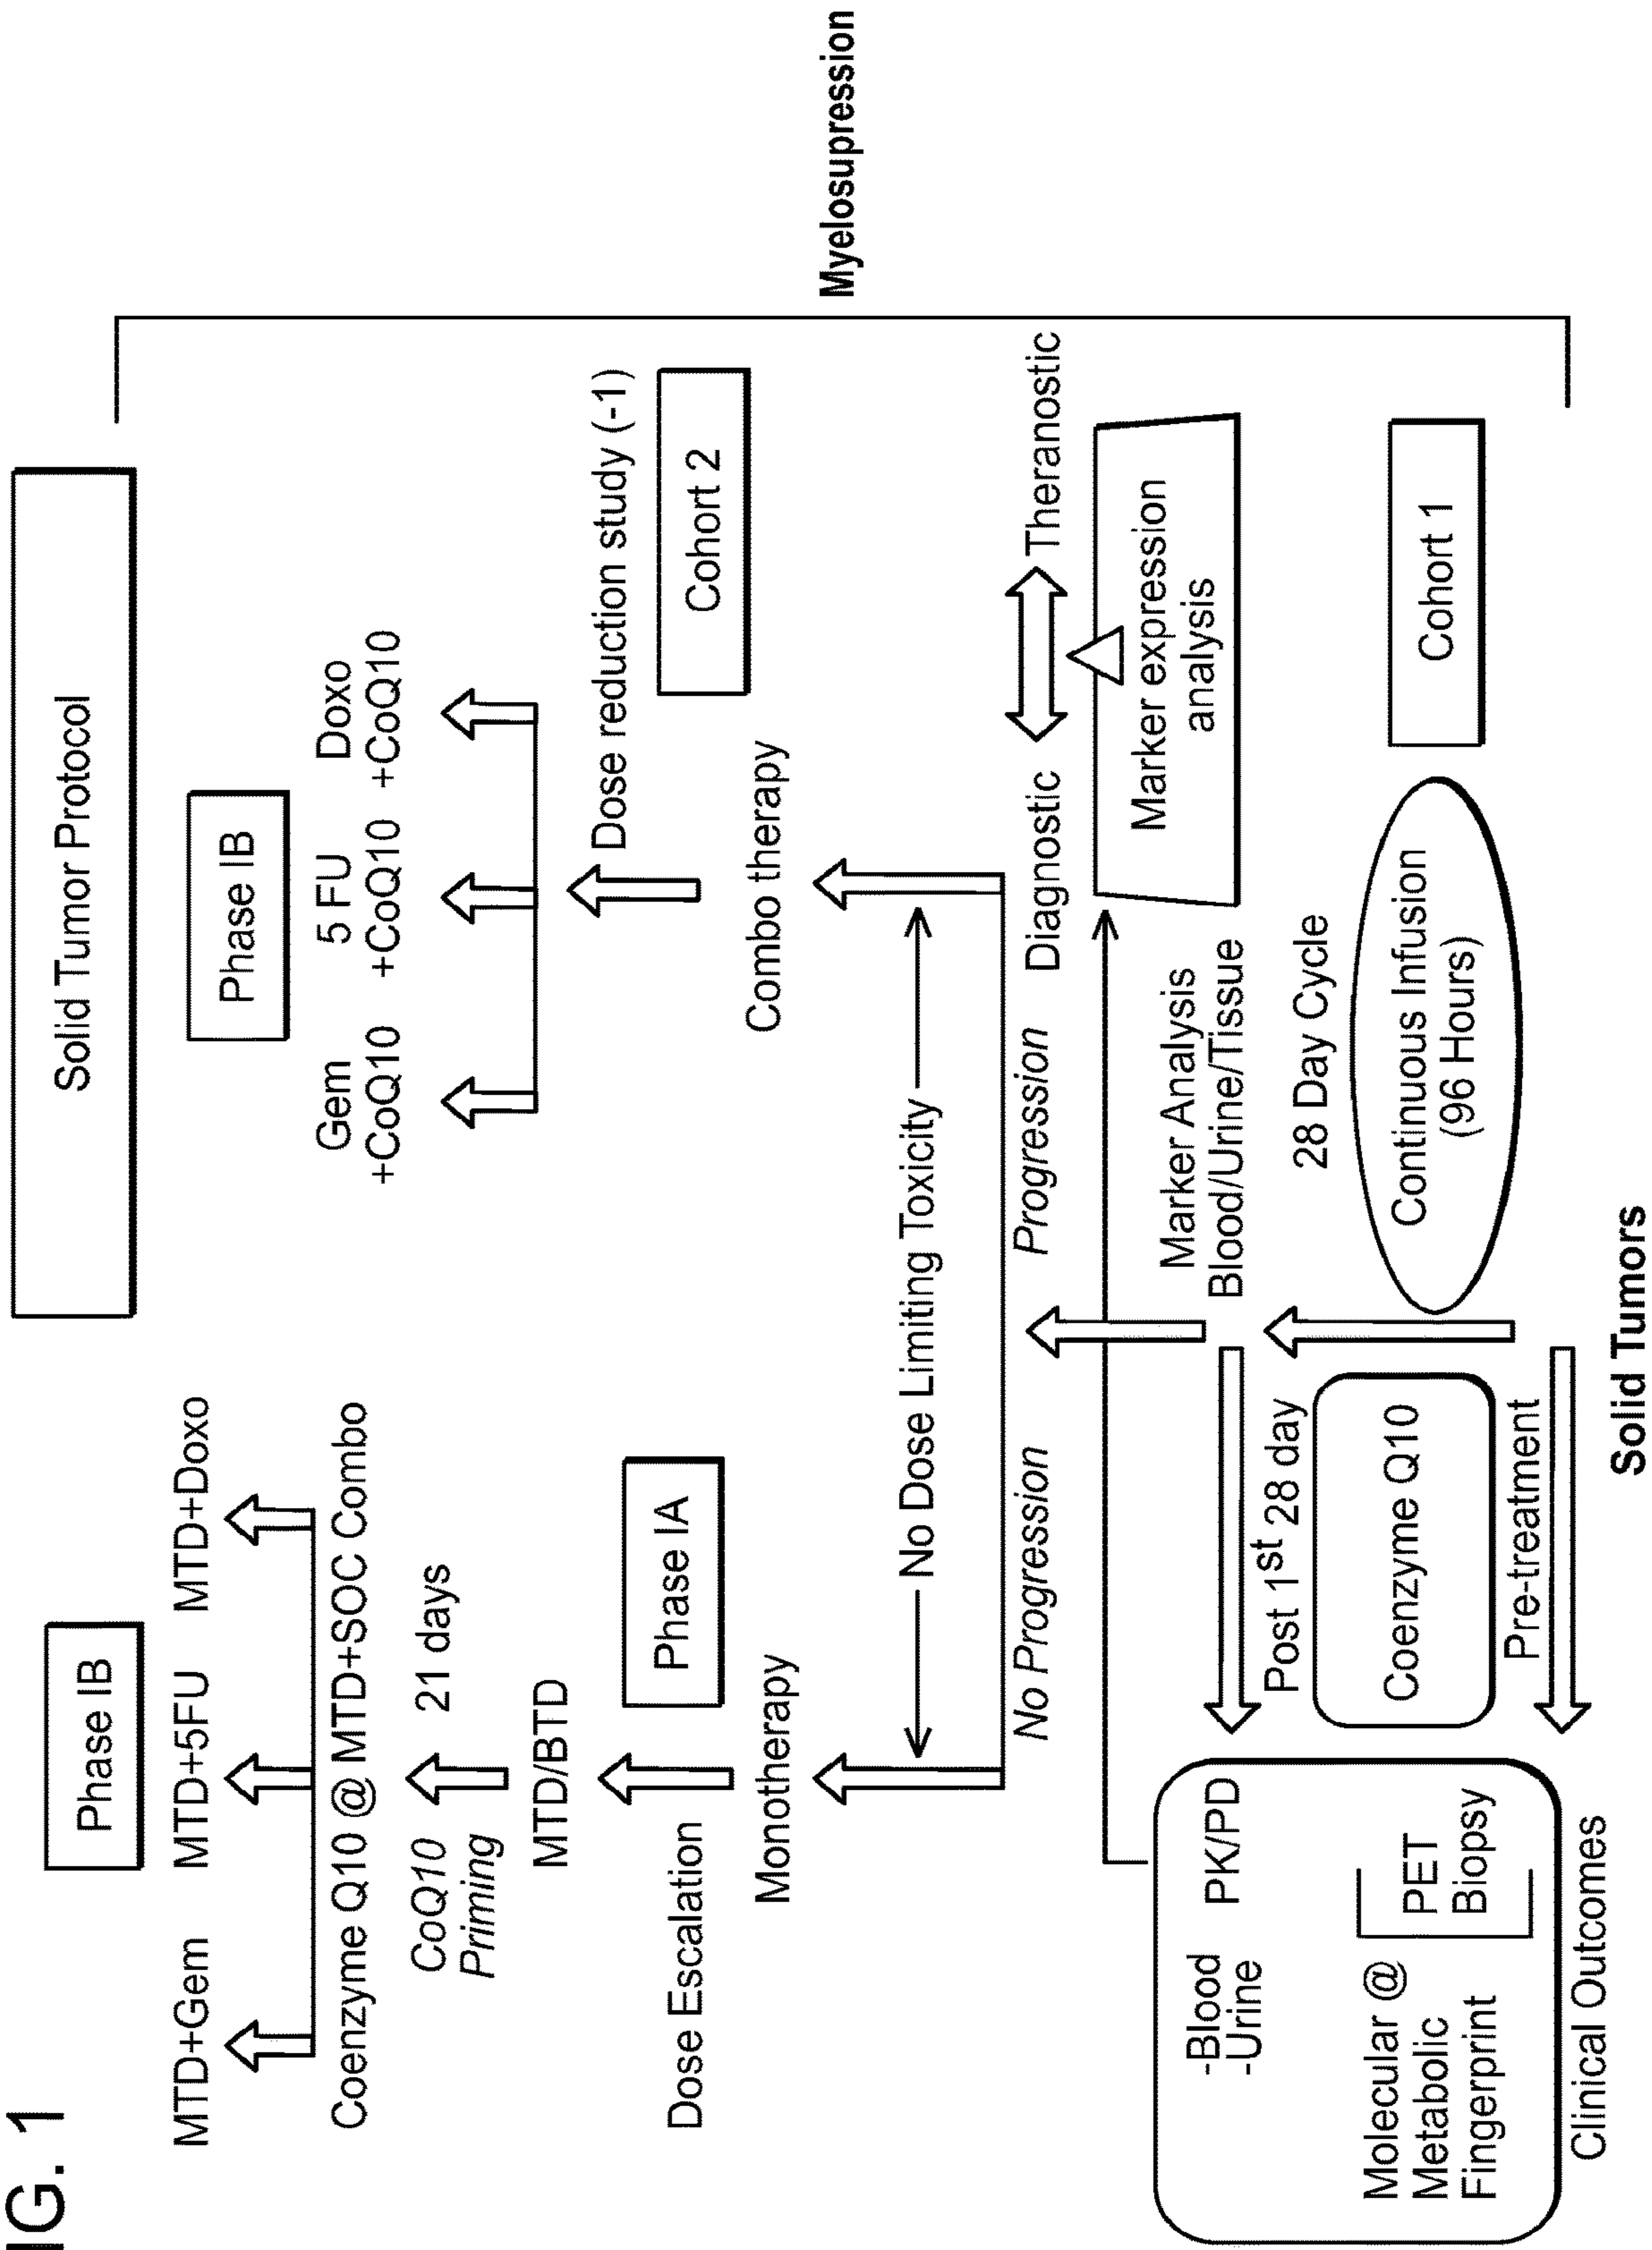 IG. 1
Solid Tumor Protocol
Phase IB
MTD+Gem MTD+5FU MTD+Doxo
Coenzyme Q10 @ MTD+SOC Combo
CoQ10
Priming
21 days
MTD/BTD
Dose Escalation
Phase IA
Monotherapy
Phase IB
Gem
+CoQ10
5 FU
+CoQ10
Doxo
+CoQ10
Dose reduction study (-1)
Cohort 2
Combo therapy
No Dose Limiting Toxicity
No Progression
Progression
Diagnostic
Theranostic
Marker expression
analysis
Marker Analysis
Blood/Urine/Tissue
Post 1st 28 day
28 Day Cycle
Coenzyme Q10
Continuous Infusion
(96 Hours)
Cohort 1
Pre-treatment
-Blood
-Urine
PK/PD
Molecular @
Metabolic
Fingerprint
PET
Biopsy
Clinical Outcomes
Solid Tumors
Myelosupression